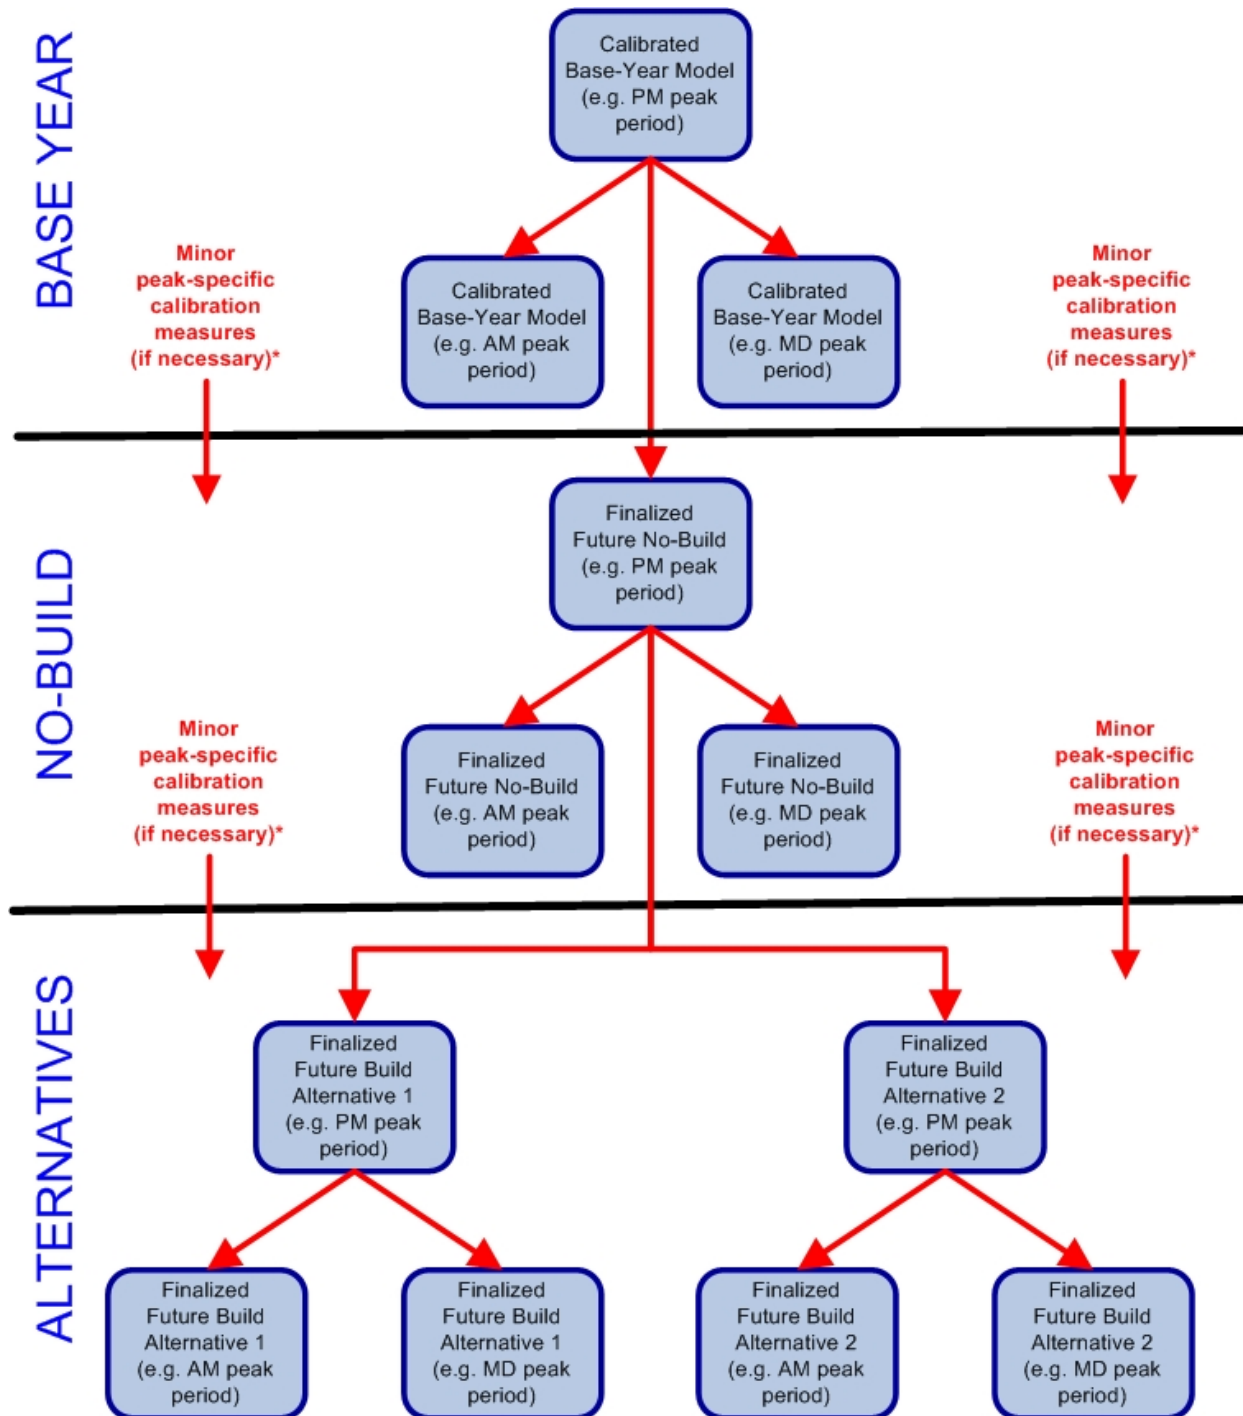 BASE YEAR
Calibrated
Base-Year Model
(e.g. PM peak
period)
Minor
peak-specific
calibration
measures
(if necessary)*
Calibrated
Base-Year Model
(e.g. AM peak
period)
Calibrated
Base-Year Model
(e.g. MD peak
period)
Minor
peak-specific
calibration
measures
(if necessary)*
NO-BUILD
Finalized
Future No-Build
(e.g. PM peak
period)
Minor
peak-specific
calibration
measures
(if necessary)*
Finalized
Future No-Build
(e.g. AM peak
period)
Finalized
Future No-Build
(e.g. MD peak
period)
Minor
peak-specific
calibration
measures
(if necessary)*
ALTERNATIVES
Finalized
Future Build
Alternative 1
(e.g. PM peak
period)
Finalized
Future Build
Alternative 2
(e.g. PM peak
period)
Finalized
Future Build
Alternative 1
(e.g. AM peak
period)
Finalized
Future Build
Alternative 1
(e.g. MD peak
period)
Finalized
Future Build
Alternative 2
(e.g. AM peak
period)
Finalized
Future Build
Alternative 2
(e.g. MD peak
period)